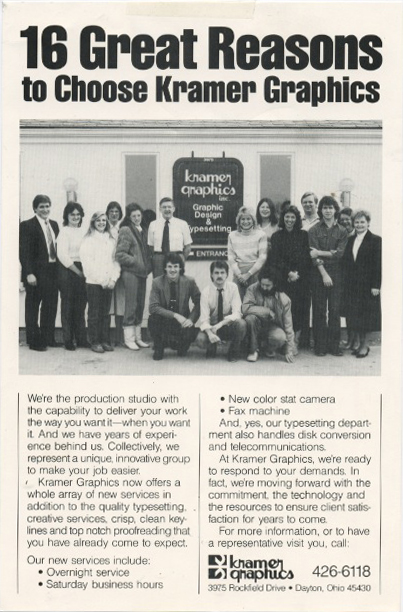 16 Great Reasons
to Choose Kramer Graphics
kramer
graphics
inc.
Graphic
Design
&
Typesetting
ENTRANCE
We're the production studio with
the capability to deliver your work
the way you want it—when you want
it. And we have years of experi-
ence behind us. Collectively, we
represent a unique, innovative group
to make your job easier.
Kramer Graphics now offers a
whole array of new services in
addition to the quality typesetting,
creative services, crisp, clean key-
lines and top notch proofreading that
you have already come to expect.
Our new services include:
• Overnight service
• Saturday business hours
• New color stat camera
• Fax machine
And, yes, our typesetting depart-
ment also handles disk conversion
and telecommunications.
At Kramer Graphics, we're ready
to respond to your demands. In
fact, we're moving forward with the
commitment, the technology and
the resources to ensure client satis-
faction for years to come.
For more information, or to have
a representative visit you, call:
kramer
graphics 426-6118
3975 Rockfield Drive • Dayton, Ohio 45430